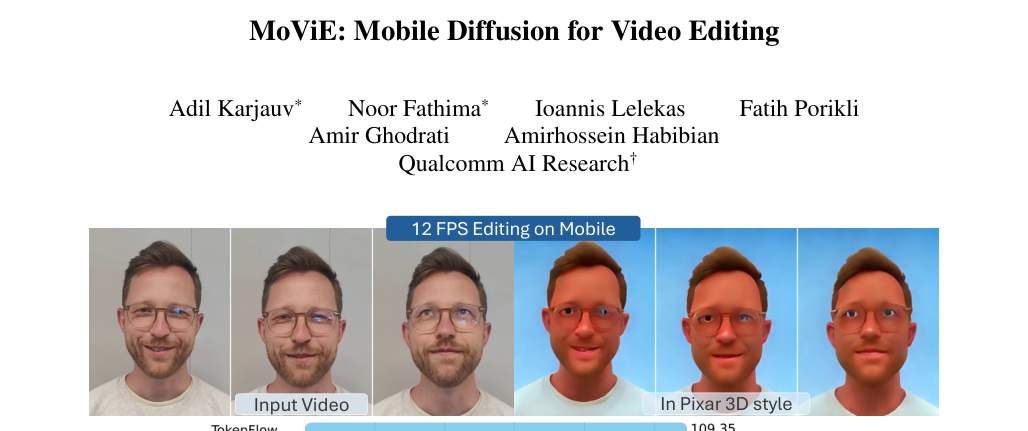 MoViE: Mobile Diffusion for Video Editing
Adil Karjauv* Noor Fathima* Ioannis Lelekas Fatih Porikli
Amir Ghodrati Amirhossein Habibian
Qualcomm AI Research†
12 FPS Editing on Mobile
Input Video In Pixar 3D style
TokenFlow 109.35